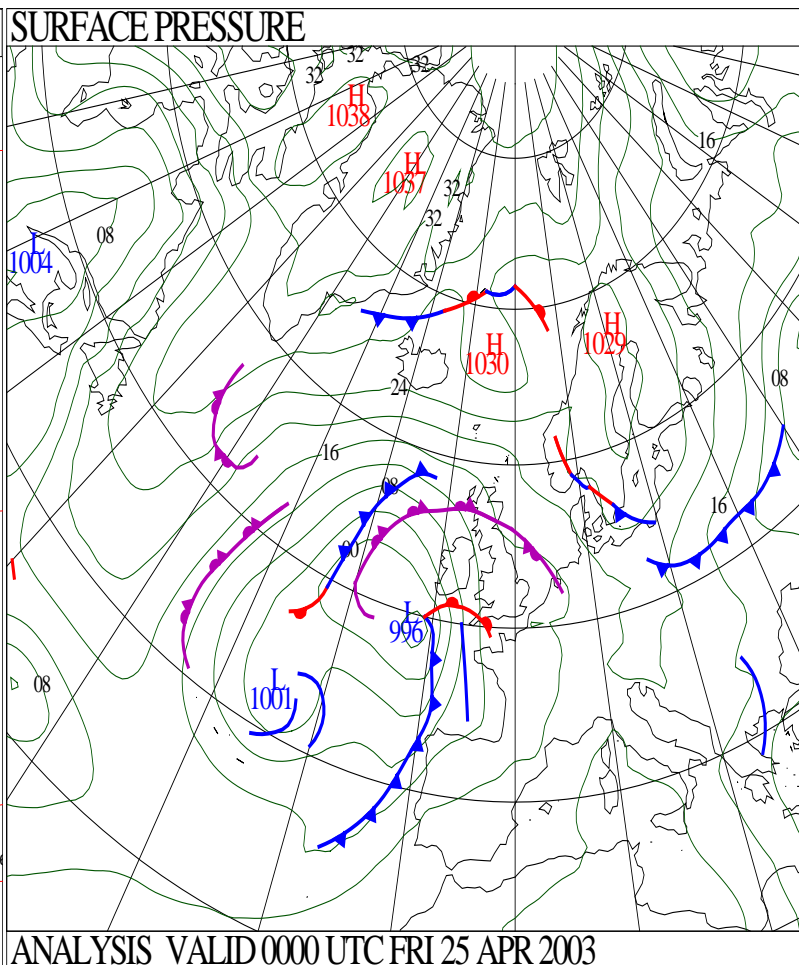 SURFACE PRESSURE
32
32
32
H
1038
H
1037
32
32
16
08
L
1004
H
1030
H
1029
24
08
16
08
16
00
L
996
L
1001
08
ANALYSIS VALID 0000 UTC FRI 25 APR 2003